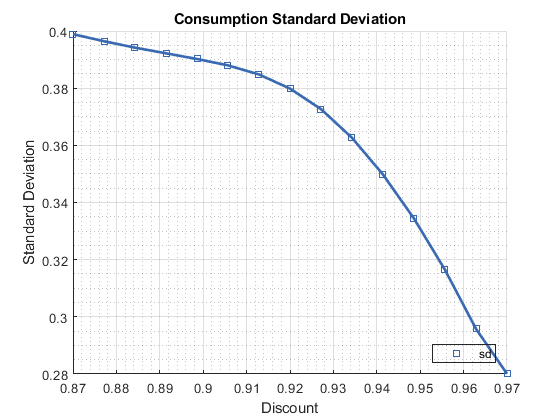 Consumption Standard Deviation
0.4
0.38
0.36
0.34
0.32
0.3
0.28
Standard Deviation
sd
0.87 0.88 0.89 0.9 0.91 0.92 0.93 0.94 0.95 0.96 0.97
Discount